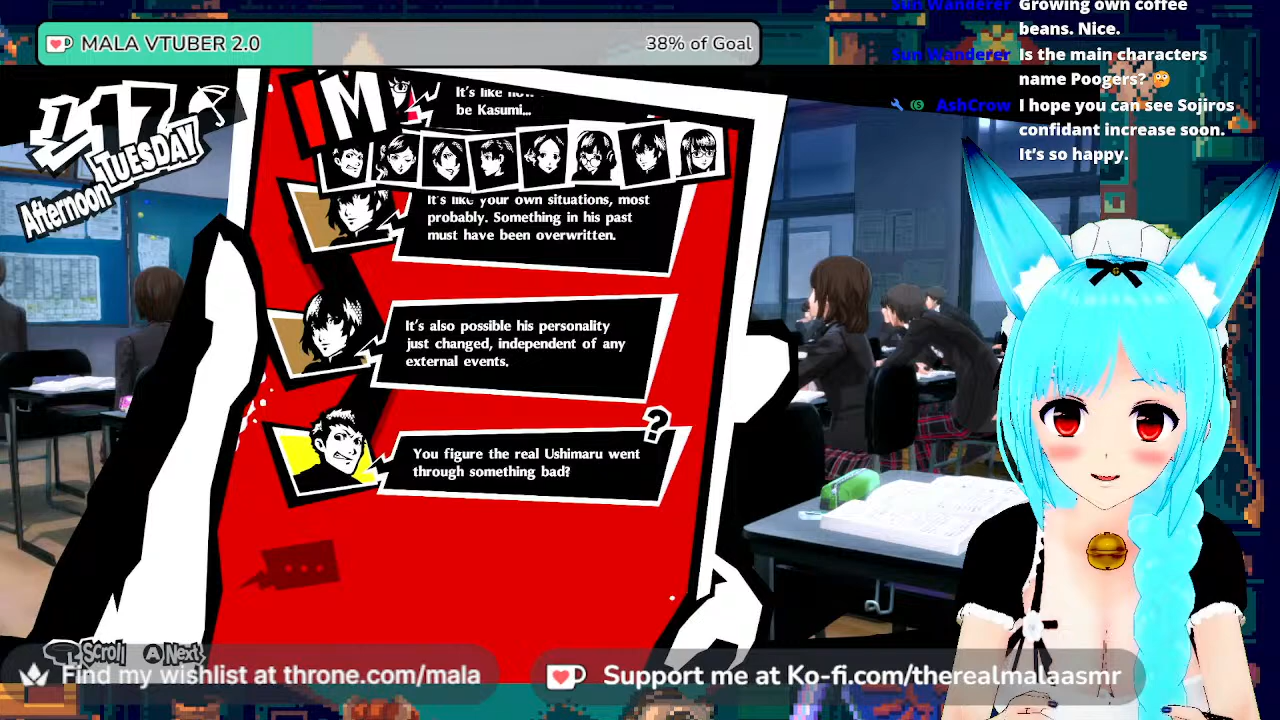 MALA VTUBER 2.0
38% of Goal
Sun Wanderer Growing own coffee
beans. Nice.
Sun Wanderer Is the main characters
name Poogers?
AshCrow I hope you can see Sojiros
confidant increase soon.
It's so happy.
17
TUESDAY
Afternoon
IM
be Kasumi...
It's like your own situations, most
probably. Something in his past
must have been overwritten.
It's also possible his personality
just changed, independent of any
external events.
?
You figure the real Ushimaru went
through something bad?
...
L Scroll A Next
Find my wishlist at throne.com/mala
Support me at Ko-fi.com/therealmalaasmr